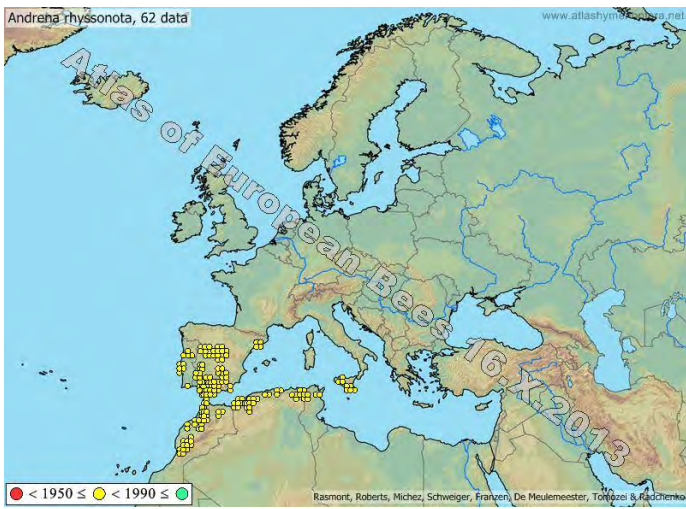 Andrena rhyssonota, 62 data
www.atlashymenoptera.net
Atlas of European Bees 16.X.2013
< 1950 ≤ < 1990 ≤
Rasmont, Roberts, Michez, Schweiger, Franzen, De Meulemeester, Tomozei & Radchenko